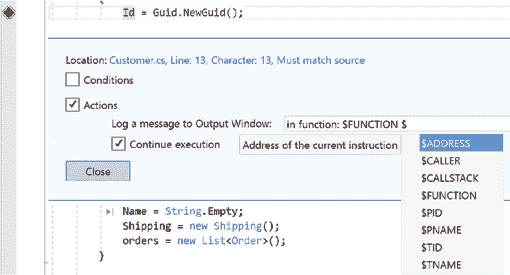 {
Id = Guid.NewGuid();
Location: Customer.cs, Line: 13, Character: 13, Must match source
Conditions
Actions
Log a message to Output Window: in function: $FUNCTION $
Continue execution
Address of the current instruction
$ADDRESS
$CALLER
$CALLSTACK
$FUNCTION
$PID
$PNAME
$TID
$TNAME
Close
Name = String.Empty;
Shipping = new Shipping();
orders = new List<Order>();
}